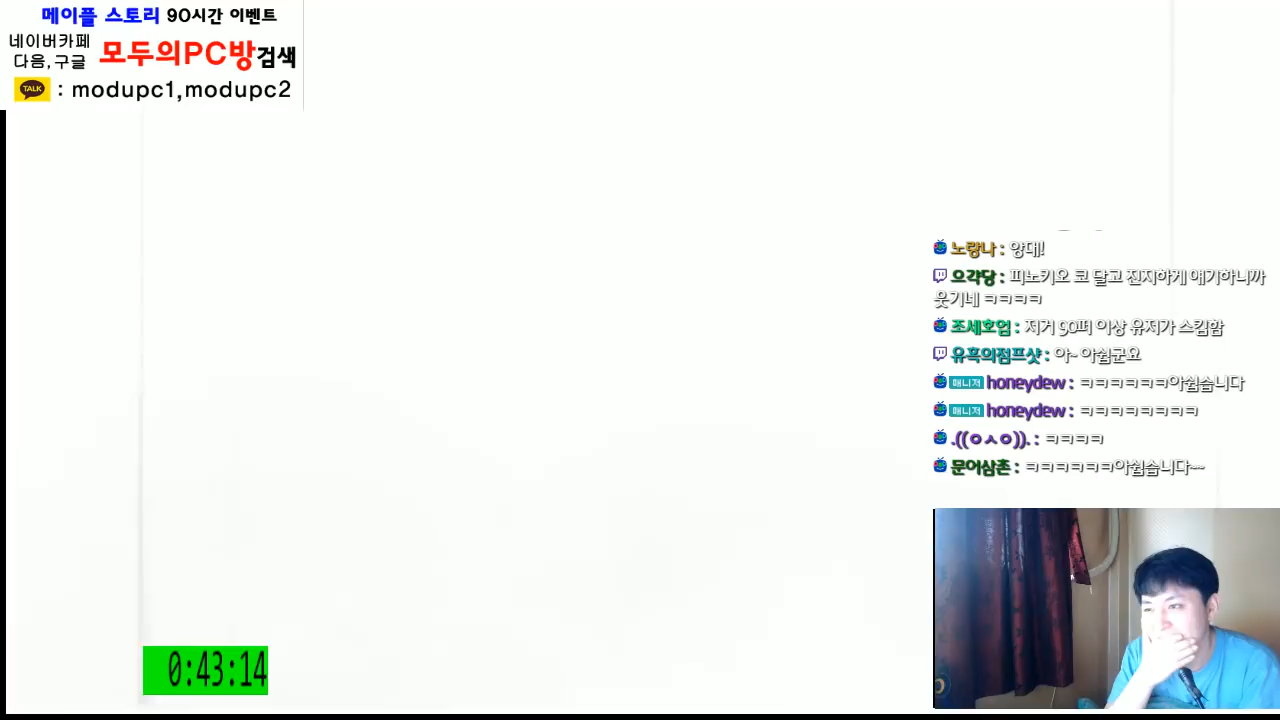 메이플 스토리 90시간 이벤트
네이버카페
다음,구글
모두의PC방검색
TALK : modupc1,modupc2
노량나 : 앙대!
으갹당 : 피노키오 코 달고 진지하게 얘기하니까
웃기네 ㅋㅋㅋㅋ
조세호엄 : 저거 90퍼 이상 유저가 스킵함
유혹의점프샷 : 아~ 아쉽군요
매니저 honeydew : ㅋㅋㅋㅋㅋㅋ아쉽습니다
매니저 honeydew : ㅋㅋㅋㅋㅋㅋㅋㅋ
.((ㅇㅅㅇ)). : ㅋㅋㅋㅋ
문어삼촌 : ㅋㅋㅋㅋㅋㅋ아쉽습니다~~
0:43:14